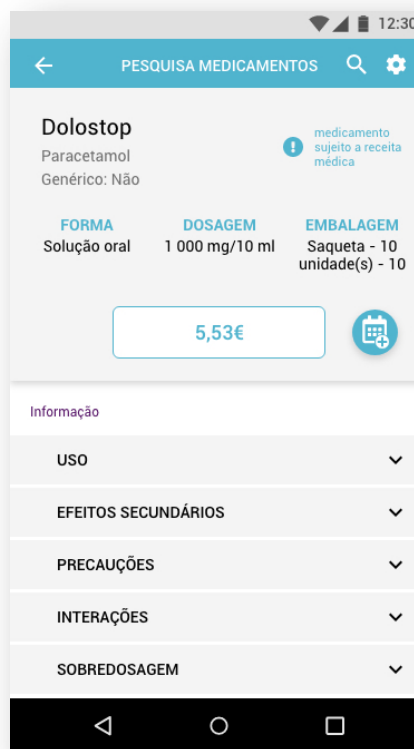 12:30
PESQUISA MEDICAMENTOS
Dolostop
Paracetamol
Genérico: Não
medicamento
sujeito a receita
médica
FORMA
Solução oral
DOSAGEM
1 000 mg/10 ml
EMBALAGEM
Saqueta - 10
unidade(s) - 10
5,53€
Informação
USO
EFEITOS SECUNDÁRIOS
PRECAUÇÕES
INTERAÇÕES
SOBREDOSAGEM